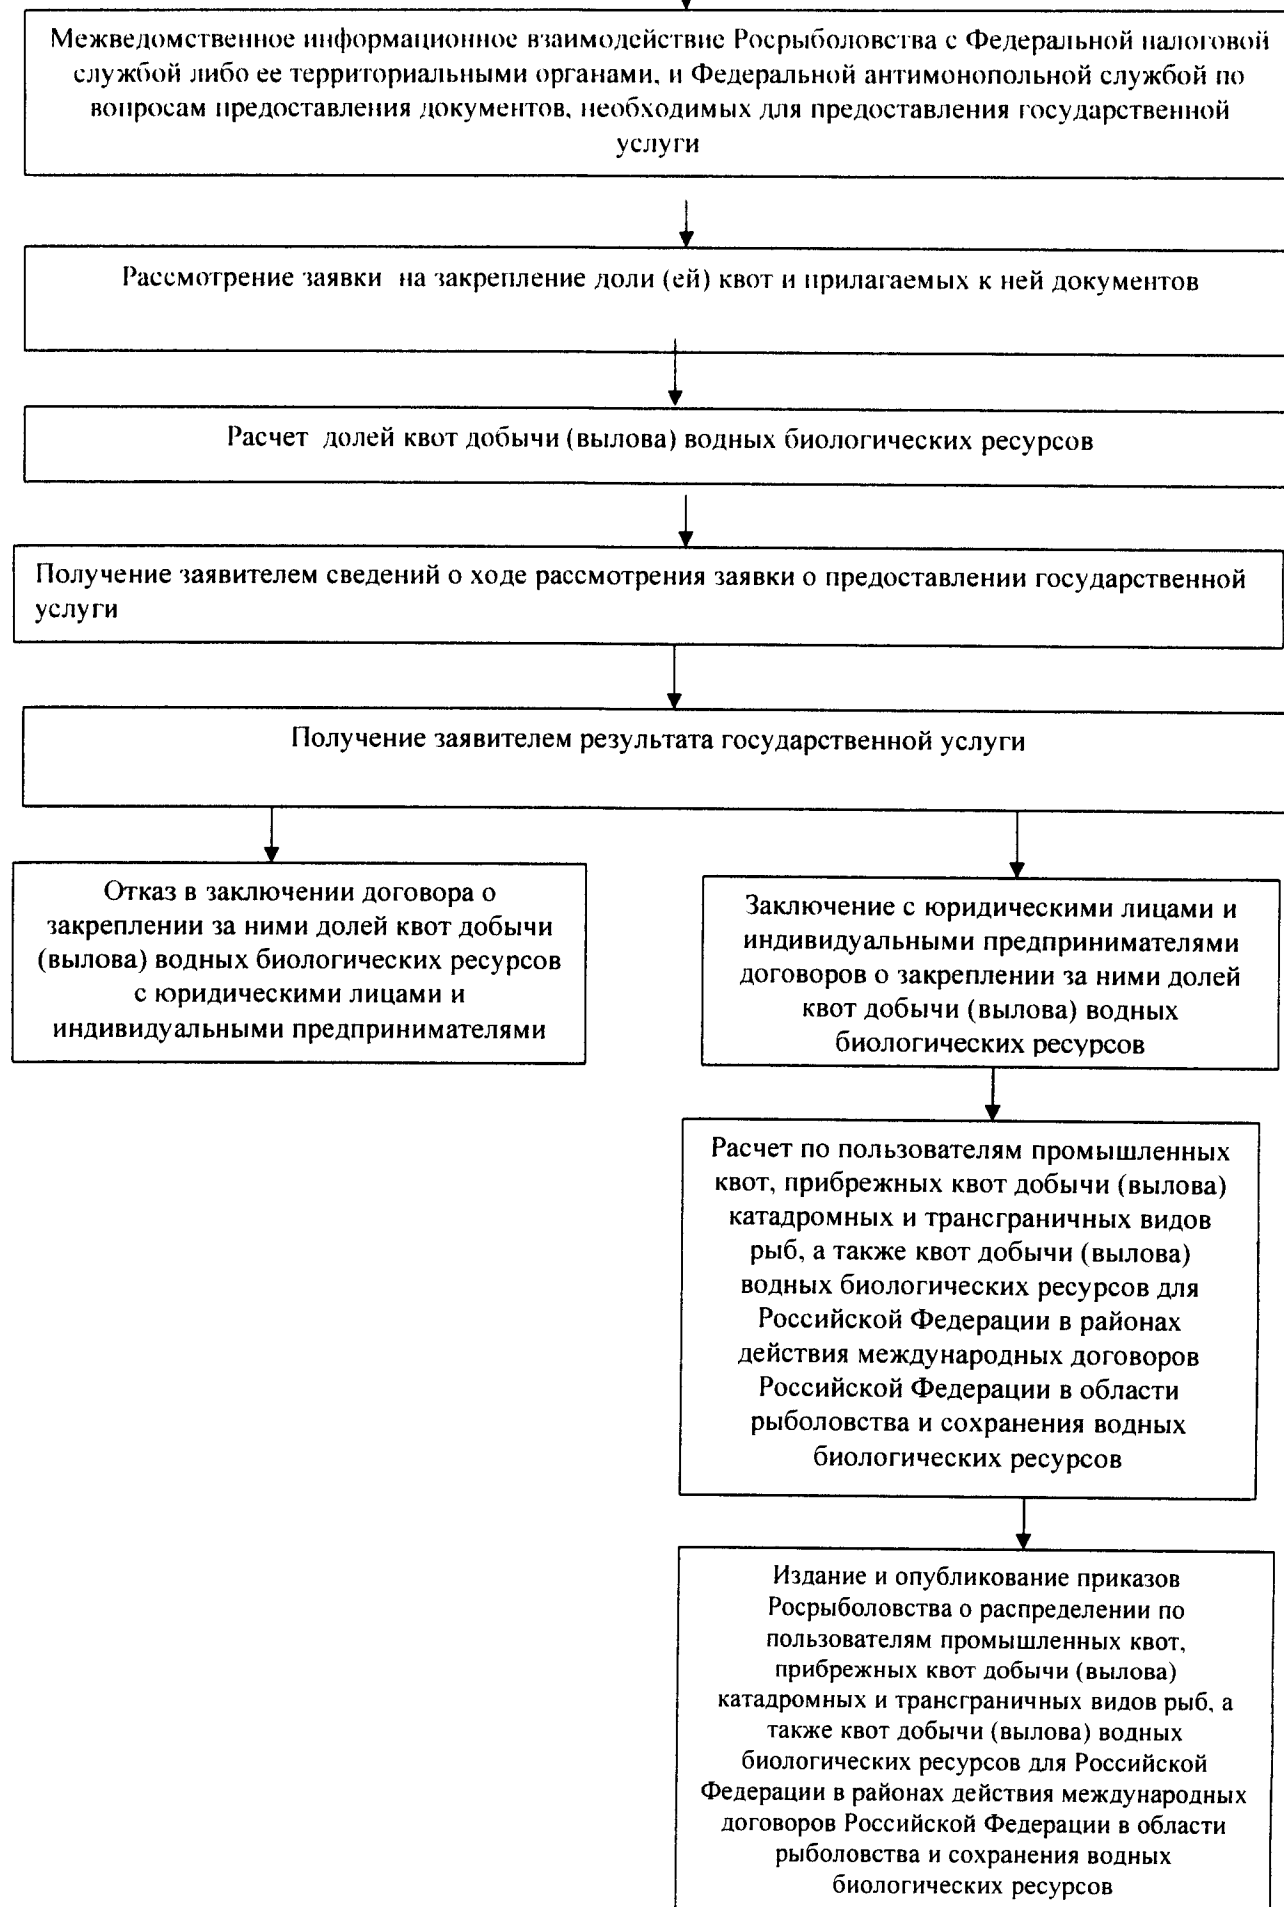 Межведомственное информационное взаимодействие Росрыболовства с Федеральной налоговой
службой либо ее территориальными органами, и Федеральной антимонопольной службой по
вопросам предоставления документов, необходимых для предоставления государственной
услуги
Рассмотрение заявки на закрепление доли (ей) квот и прилагаемых к ней документов
Расчет долей квот добычи (вылова) водных биологических ресурсов
Получение заявителем сведений о ходе рассмотрения заявки о предоставлении государственной
услуги
Получение заявителем результата государственной услуги
Отказ в заключении договора о
закреплении за ними долей квот добычи
(вылова) водных биологических ресурсов
с юридическими лицами и
индивидуальными предпринимателями
Заключение с юридическими лицами и
индивидуальными предпринимателями
договоров о закреплении за ними долей
квот добычи (вылова) водных
биологических ресурсов
Расчет по пользователям промышленных
квот, прибрежных квот добычи (вылова)
катадромных и трансграничных видов
рыб, а также квот добычи (вылова)
водных биологических ресурсов для
Российской Федерации в районах
действия международных договоров
Российской Федерации в области
рыболовства и сохранения водных
биологических ресурсов
Издание и опубликование приказов
Росрыболовства о распределении по
пользователям промышленных квот,
прибрежных квот добычи (вылова)
катадромных и трансграничных видов рыб, а
также квот добычи (вылова) водных
биологических ресурсов для Российской
Федерации в районах действия международных
договоров Российской Федерации в области
рыболовства и сохранения водных
биологических ресурсов